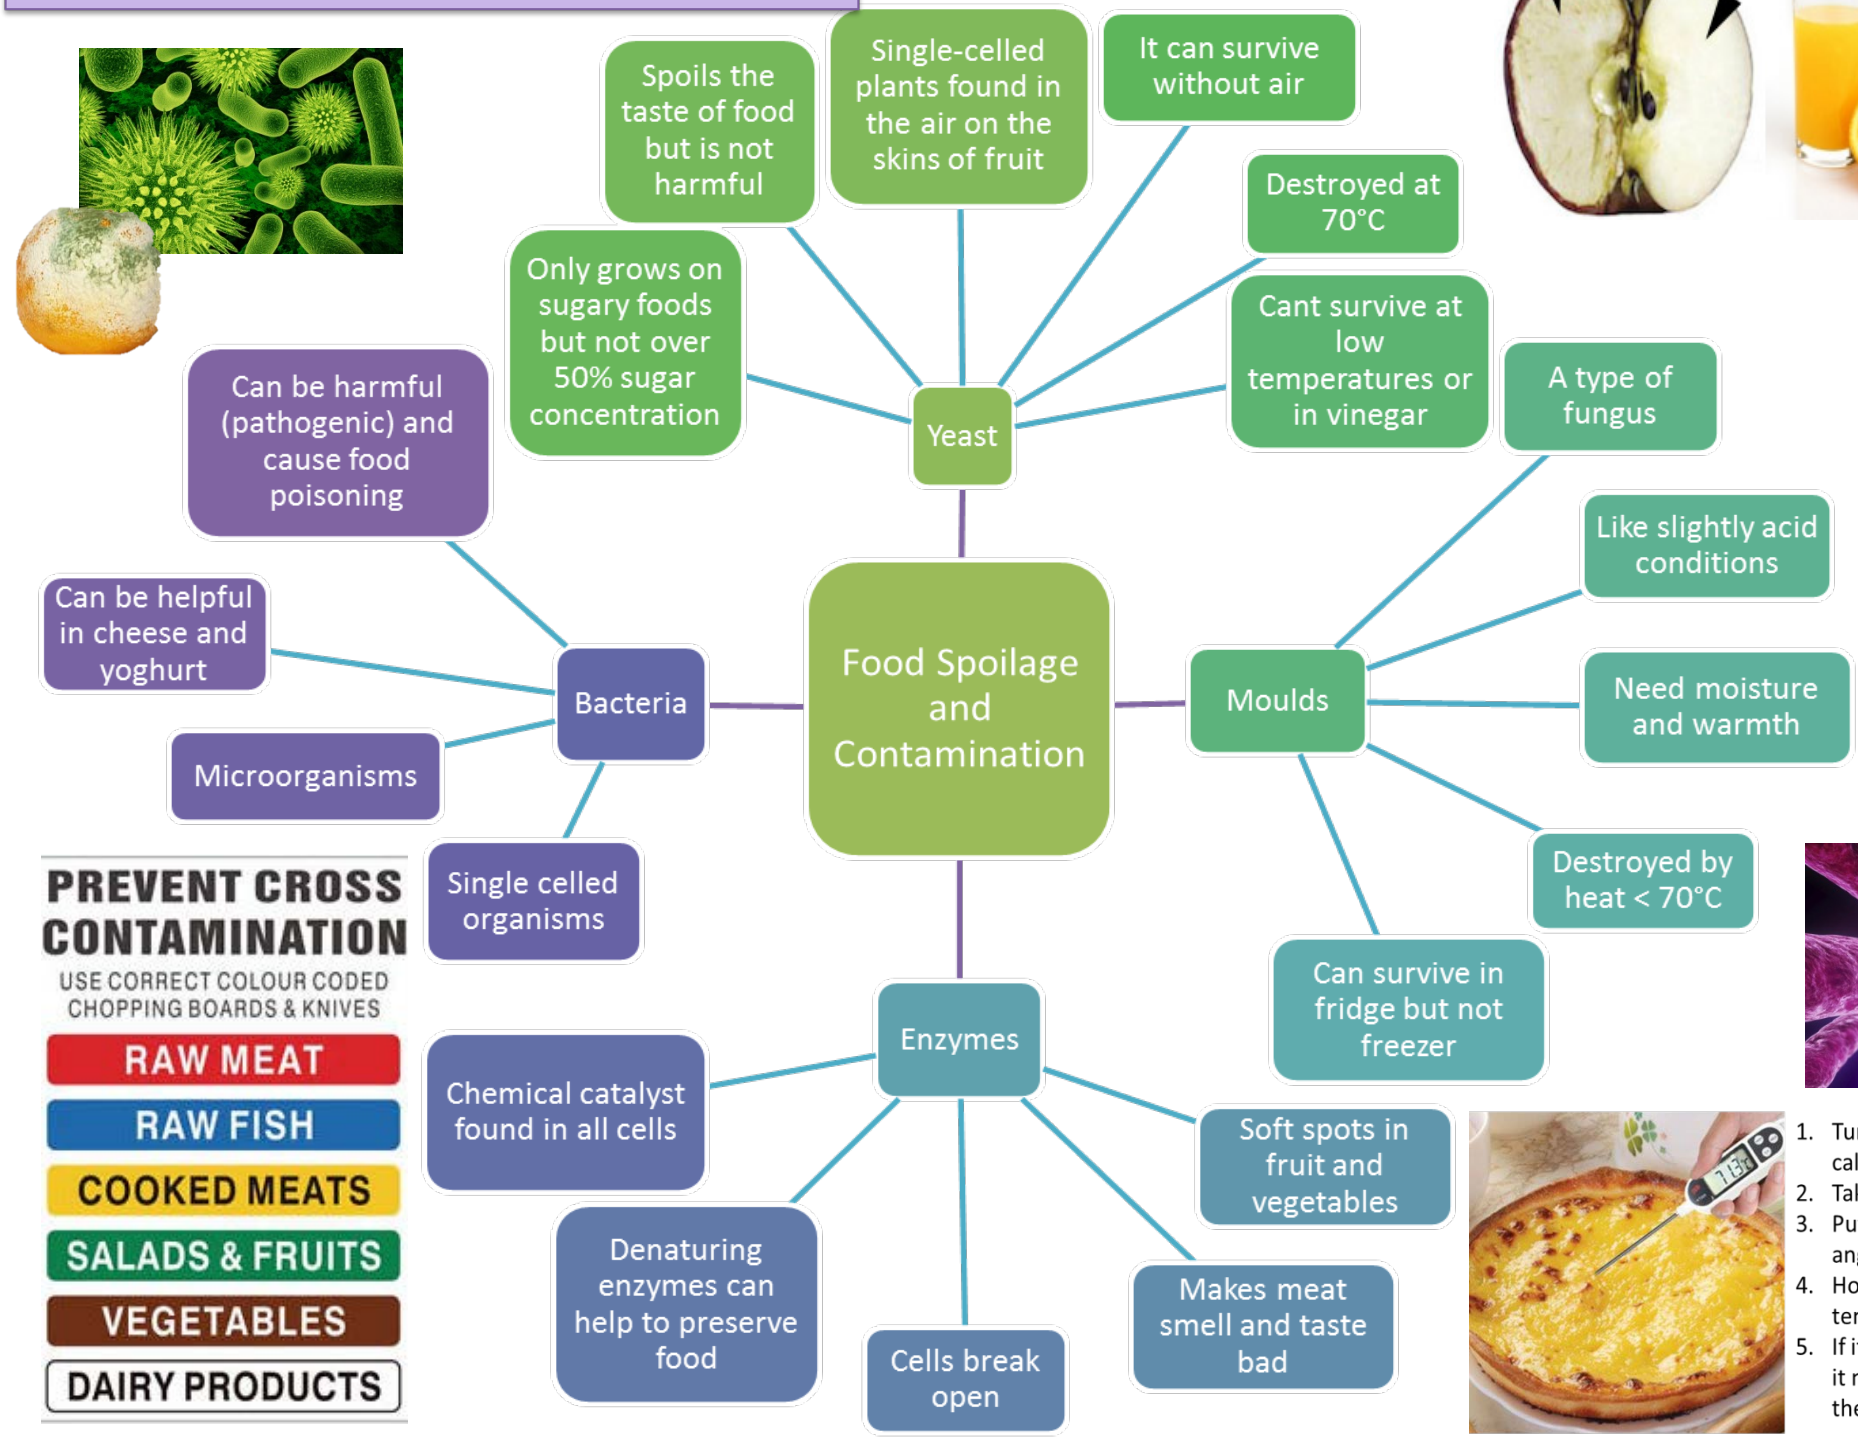 Single-celled
plants found in
the air on the
skins of fruit
It can survive
without air
Spoils the
taste of food
but is not
harmful
Destroyed at
70°C
Only grows on
sugary foods
but not over
50% sugar
concentration
Cant survive at
low
temperatures or
in vinegar
Yeast
A type of
fungus
Can be harmful
(pathogenic) and
cause food
poisoning
Like slightly acid
conditions
Can be helpful
in cheese and
yoghurt
Bacteria
Food Spoilage
and
Contamination
Moulds
Need moisture
and warmth
Microorganisms
Single celled
organisms
Destroyed by
heat < 70°C
Can survive in
fridge but not
freezer
Enzymes
Chemical catalyst
found in all cells
Soft spots in
fruit and
vegetables
Denaturing
enzymes can
help to preserve
food
Cells break
open
Makes meat
smell and taste
bad
PREVENT CROSS
CONTAMINATION
USE CORRECT COLOUR CODED
CHOPPING BOARDS & KNIVES
RAW MEAT
RAW FISH
COOKED MEATS
SALADS & FRUITS
VEGETABLES
DAIRY PRODUCTS
71.3°C
1.
2.
3.
4.
5. If
it